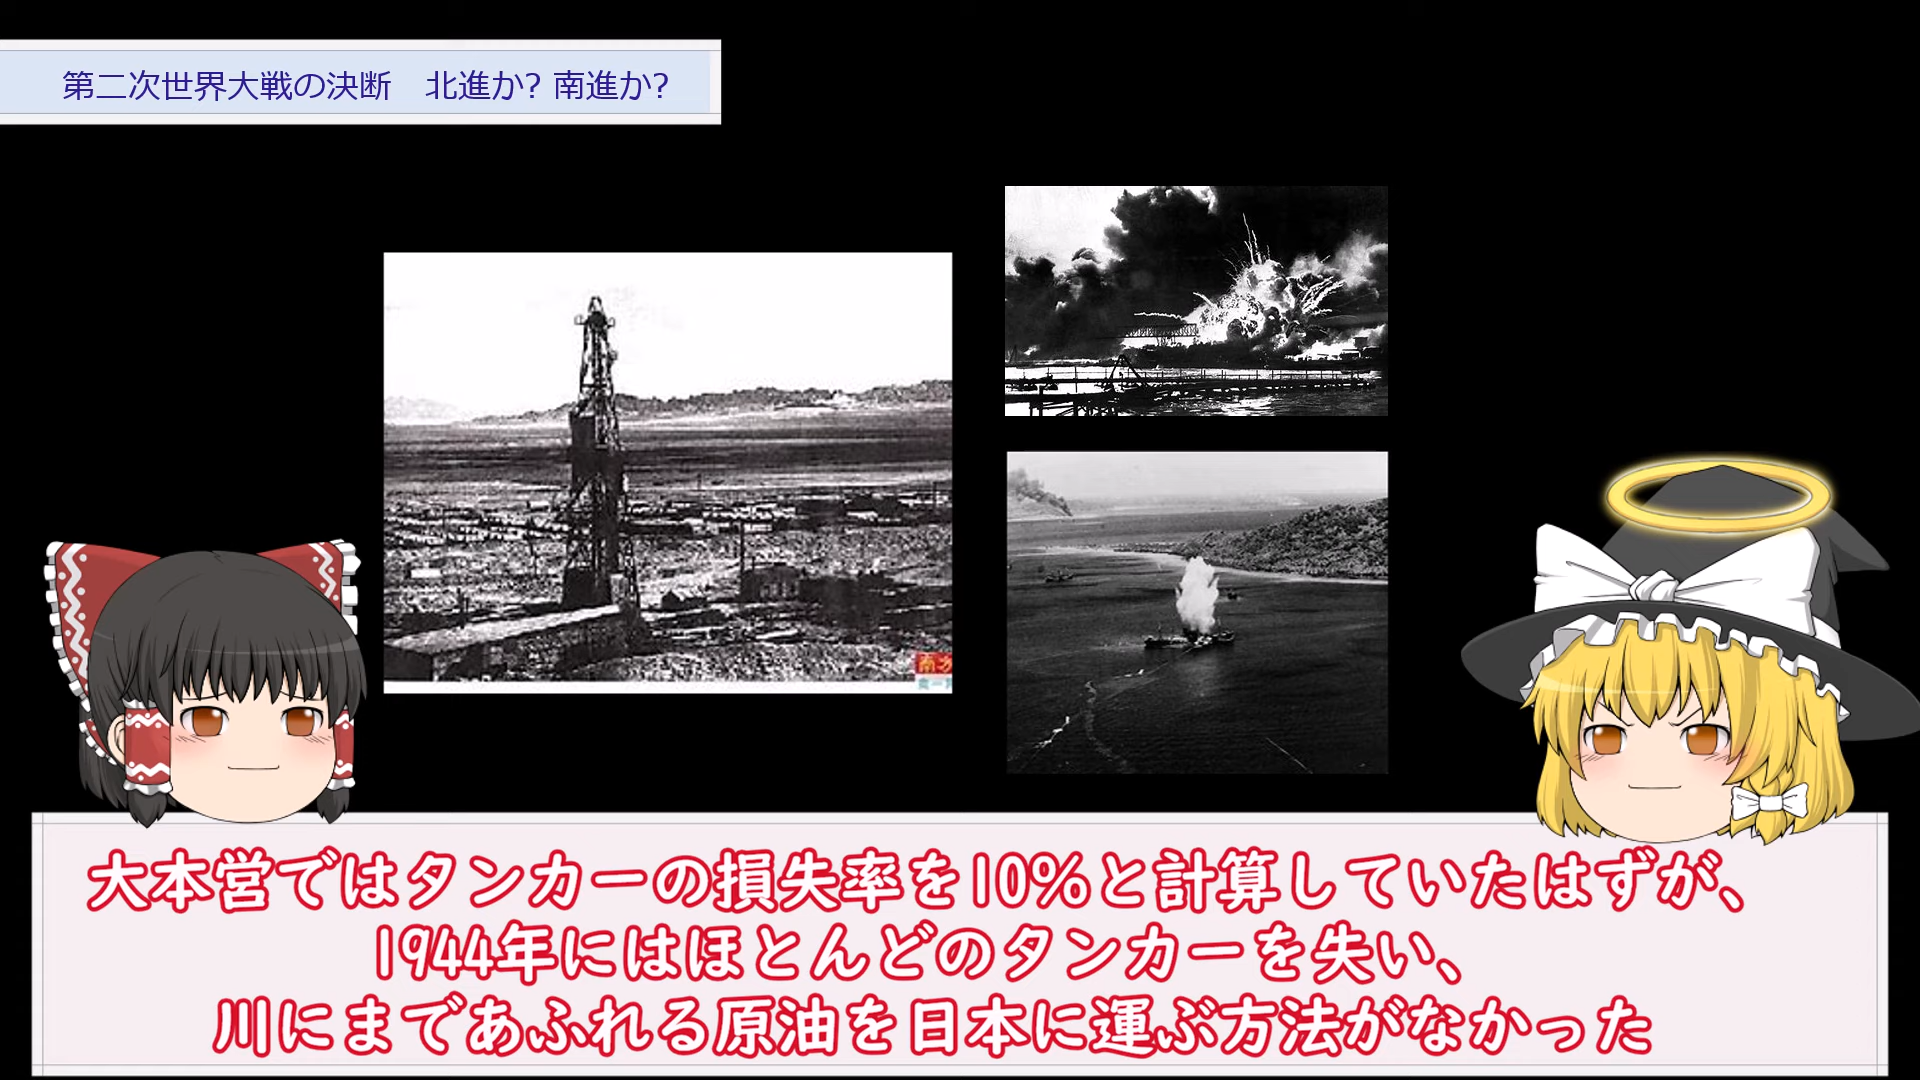 第二次世界大戦の決断　北進か? 南進か?
大本営ではタンカーの損失率を10%と計算していたはずが、
1944年にはほとんどのタンカーを失い、
川にまであふれる原油を日本に運ぶ方法がなかった